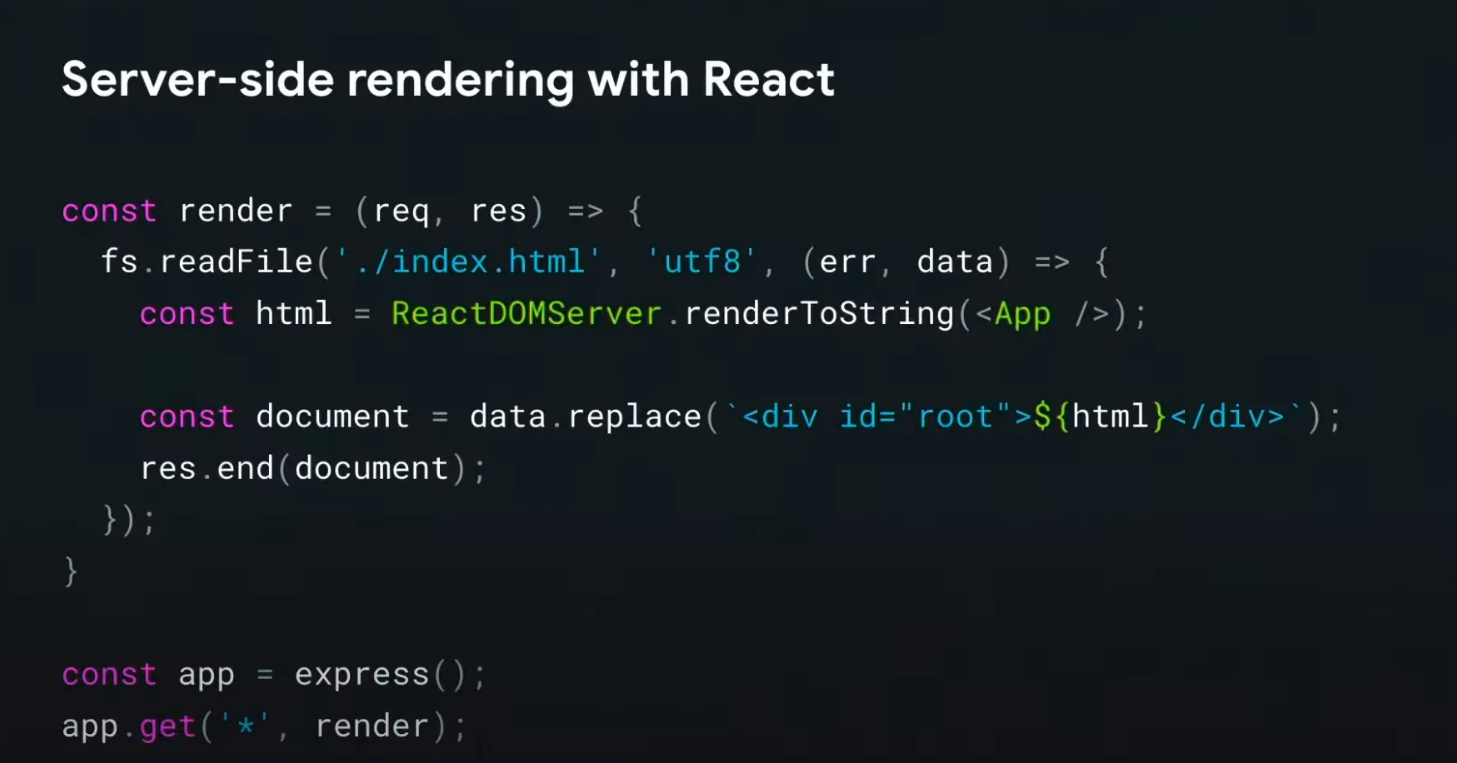 Server-side rendering with React
const render = (req, res) => {
  fs.readFile('./index.html', 'utf8', (err, data) => {
    const html = ReactDOMServer.renderToString(<App />);
    const document = data.replace(`<div id="root">${html}</div>`);
    res.end(document);
  });
}
const app = express();
app.get('*', render);